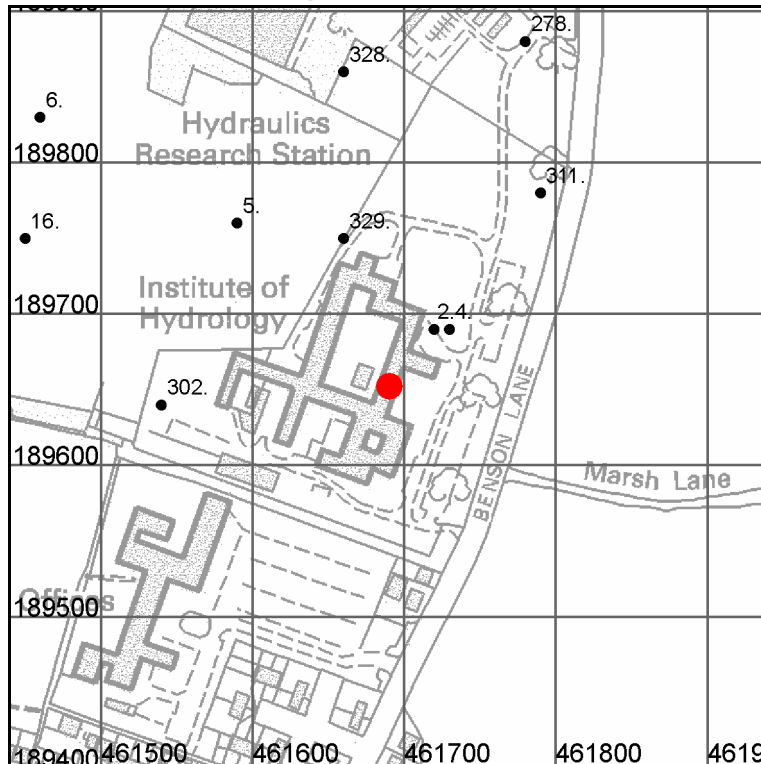 278.
328.
6.
Hydraulics
Research Station
189800
311.
16.
5.
329.
Institute of
Hydrology
189700
2.4.
302.
BENSON LANE
189600
Marsh Lane
Offices
189500
189400
461500
461600
461700
461800